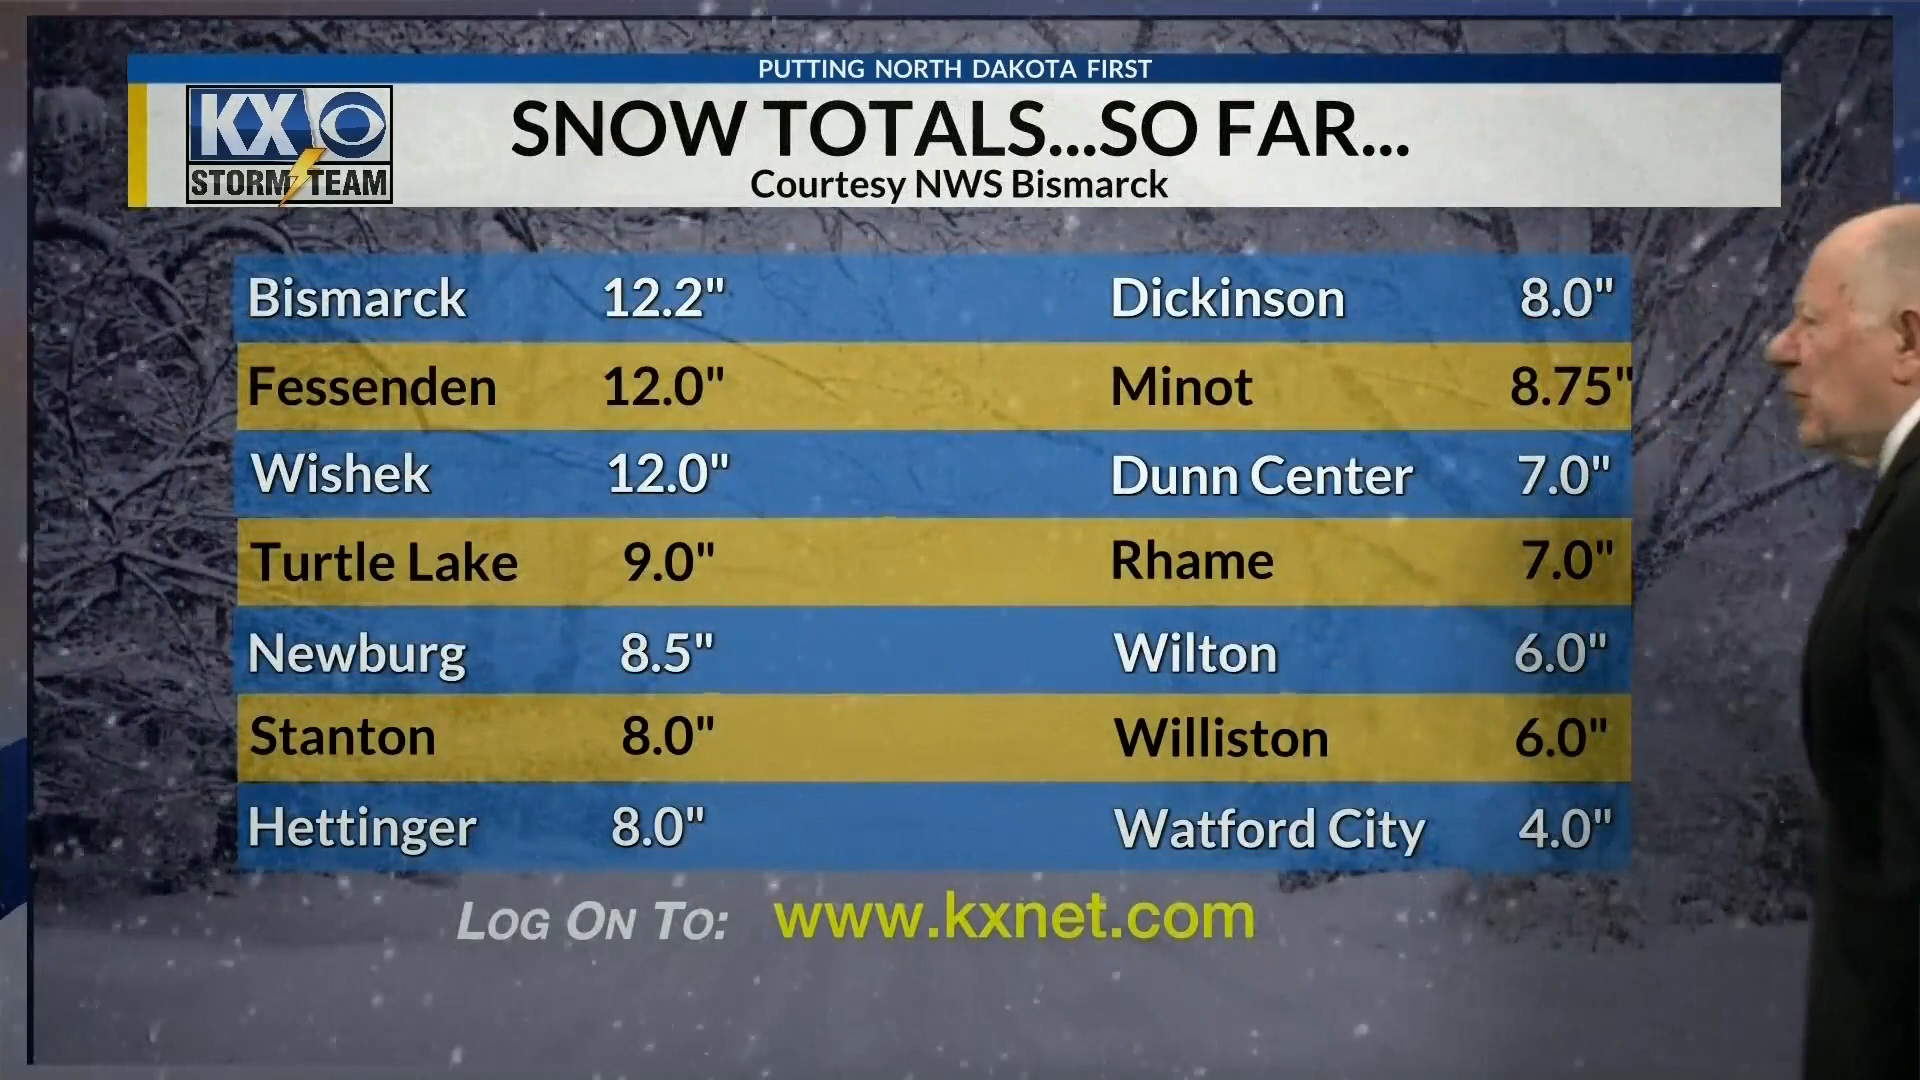 PUTTING NORTH DAKOTA FIRST
KX
STORM TEAM
SNOW TOTALS...SO FAR...
Courtesy NWS Bismarck
Bismarck 12.2" Dickinson 8.0"
Fessenden 12.0" Minot 8.75"
Wishek 12.0" Dunn Center 7.0"
Turtle Lake 9.0" Rhame 7.0"
Newburg 8.5" Wilton 6.0"
Stanton 8.0" Williston 6.0"
Hettinger 8.0" Watford City 4.0"
LOG ON TO: www.kxnet.com